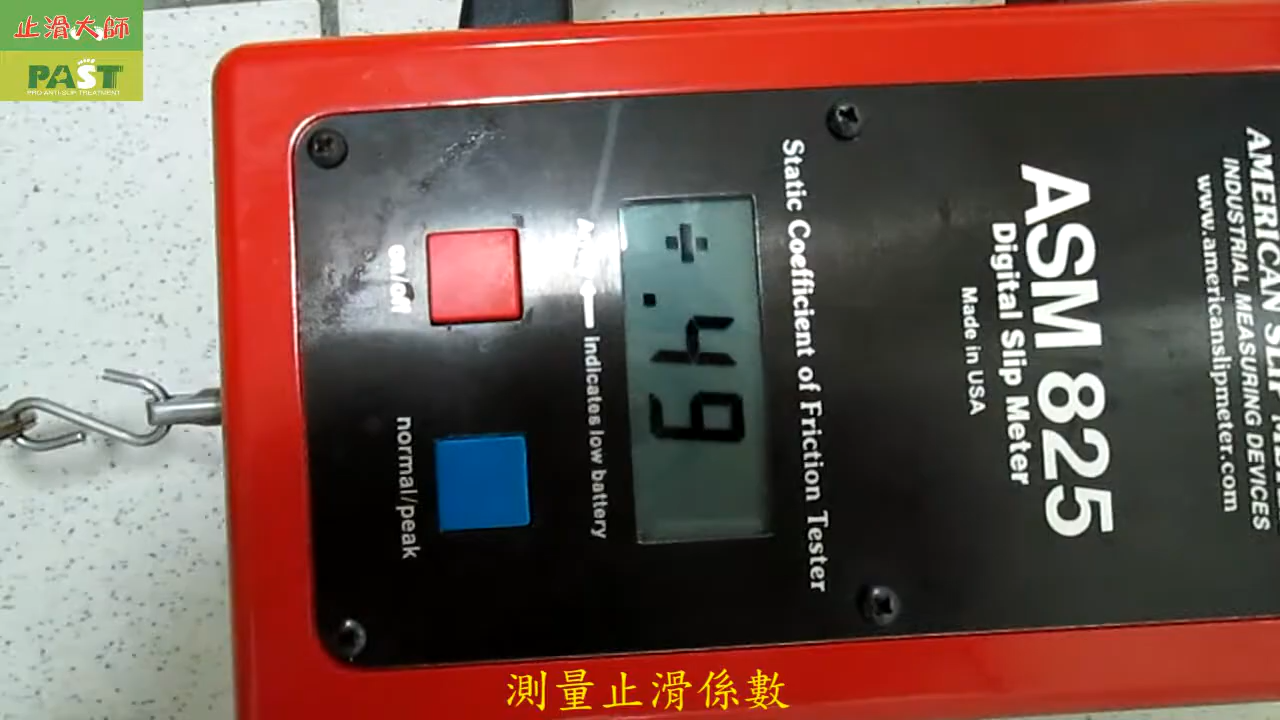 止滑大師
PAST
PRO ANTI-SLIP TREATMENT
INDUSTRIAL MEASURING DEVICES
www.americanslipmeter.com
ASM 825
Digital Slip Meter
Made in USA
Static Coefficient of Friction Tester
.49
indicates low battery
on/off
normal/peak
測量止滑係數